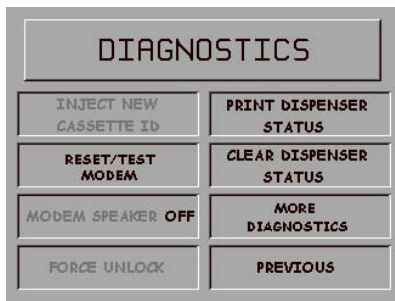 DIAGNOSTICS
INJECT NEW
CASSETTE ID
PRINT DISPENSER
STATUS
RESET/TEST
MODEM
CLEAR DISPENSER
STATUS
MODEM SPEAKER OFF
MORE
DIAGNOSTICS
FORCE UNLOCK
PREVIOUS